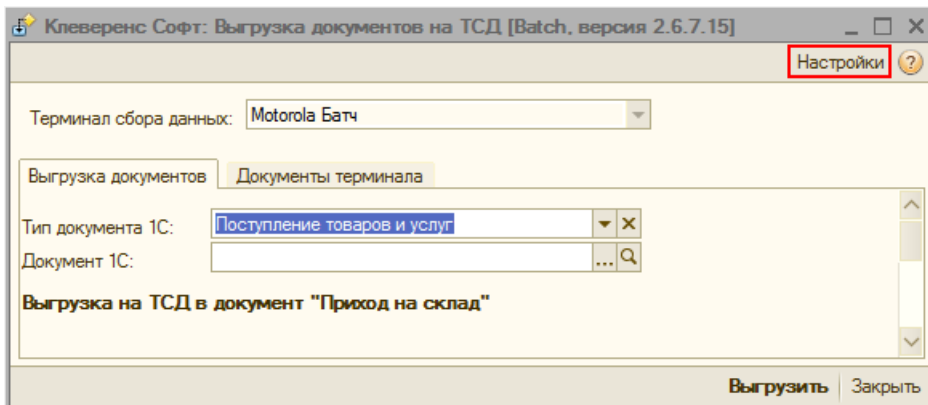 Клеверенс Софт: Выгрузка документов на ТСД [Batch, версия 2.6.7.15]
Настройки ?
Терминал сбора данных: Motorola Батч
Выгрузка документов Документы терминала
Тип документа 1С: Поступление товаров и услуг
Документ 1С: ...
Выгрузка на ТСД в документ "Приход на склад"
Выгрузить Закрыть